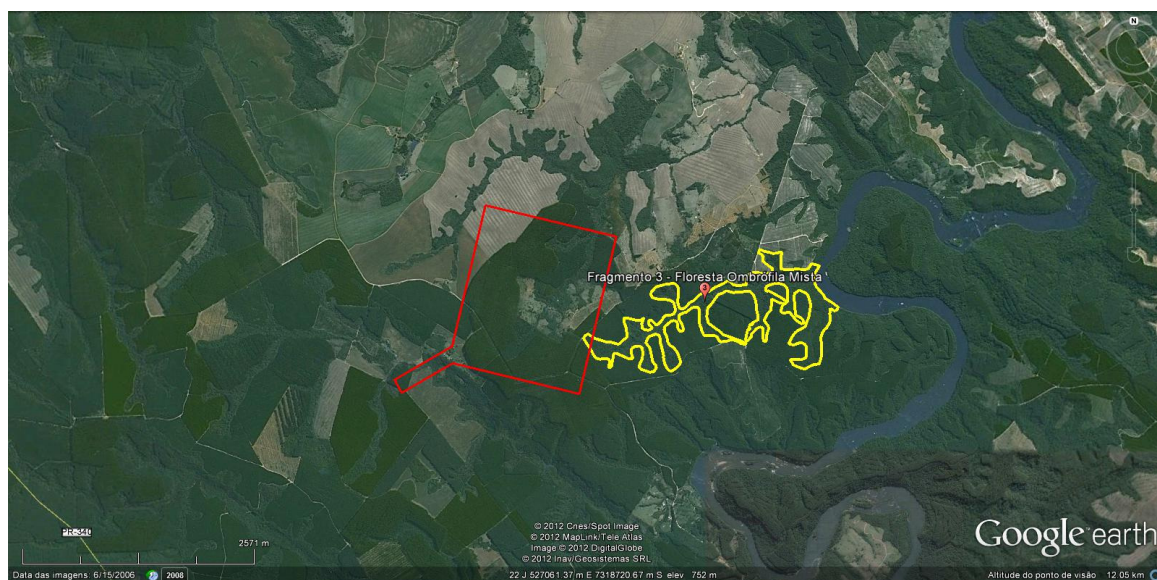 N
Fragmento 3 - Floresta Ombrófila Mista
3
PR-340
2571 m
© 2012 Cnes/Spot Image
© 2012 MapLink/Tele Atlas
Image © 2012 DigitalGlobe
© 2012 Inav/Geosistemas SRL
Google earth
Data das imagens: 6/15/2006
2008
22 J 527061.37 m E 7318720.67 m S elev 752 m
Altitude do ponto de visão 12.05 km